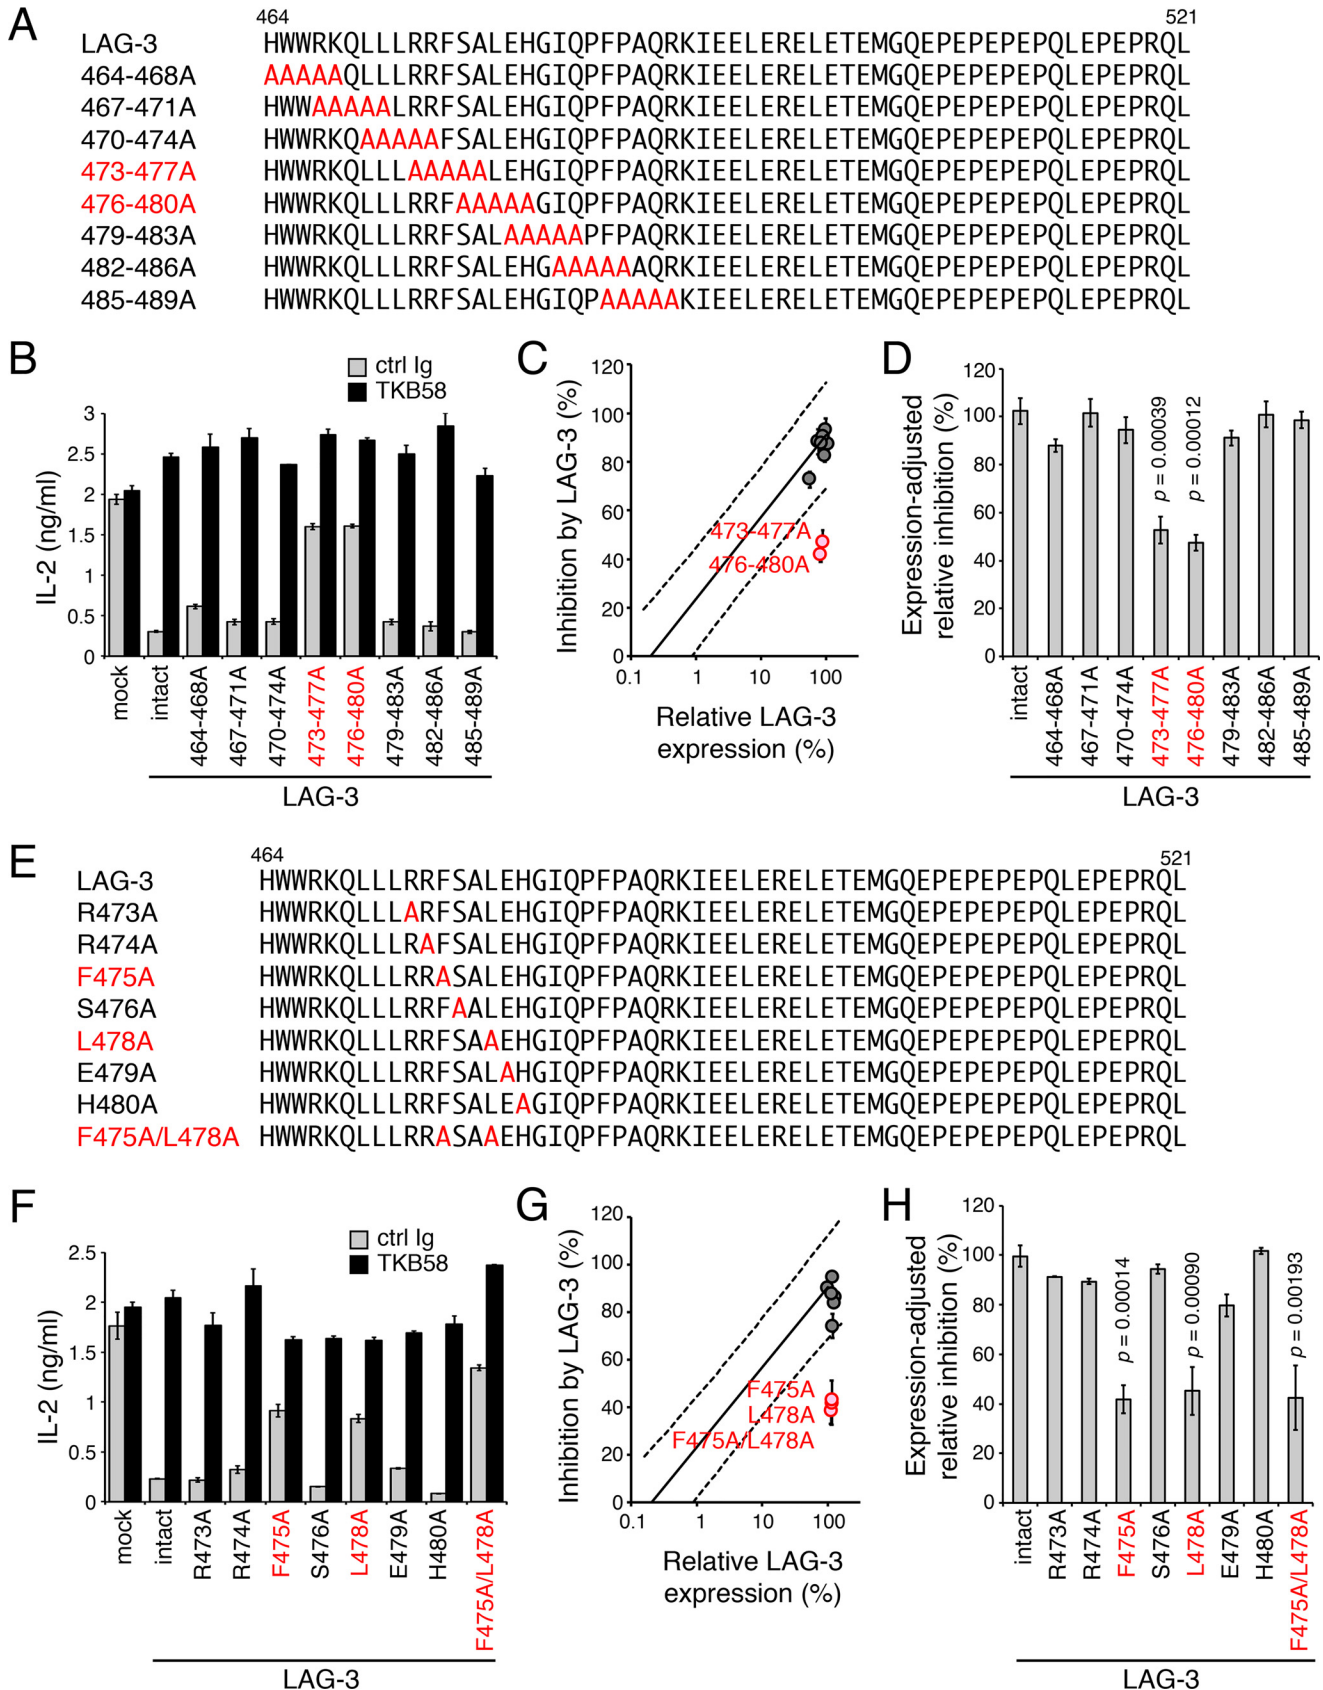 A
464 521
LAG-3 HWWRKQLLLRRFSALEHGIQPFPAQRKIEELERELETEMGQEPEPEPEPQLEPEPRQL
464-468A AAAAAQLLLRRFSALEHGIQPFPAQRKIEELERELETEMGQEPEPEPEPQLEPEPRQL
467-471A HWWAAAAALRRFSALEHGIQPFPAQRKIEELERELETEMGQEPEPEPEPQLEPEPRQL
470-474A HWWRKQAAAAAFSALEHGIQPFPAQRKIEELERELETEMGQEPEPEPEPQLEPEPRQL
473-477A HWWRKQLLLAAAAALEHGIQPFPAQRKIEELERELETEMGQEPEPEPEPQLEPEPRQL
476-480A HWWRKQLLLRRFAAAAAGIQPFPAQRKIEELERELETEMGQEPEPEPEPQLEPEPRQL
479-483A HWWRKQLLLRRFSALAAAAAPFPAQRKIEELERELETEMGQEPEPEPEPQLEPEPRQL
482-486A HWWRKQLLLRRFSALEHGAAAAAAQRKIEELERELETEMGQEPEPEPEPQLEPEPRQL
485-489A HWWRKQLLLRRFSALEHGIQPAAAAAKIEELERELETEMGQEPEPEPEPQLEPEPRQL
B
ctrl Ig
TKB58
IL-2 (ng/ml)
3
2.5
2
1.5
1
0.5
0
mock
intact
464-468A
467-471A
470-474A
473-477A
476-480A
479-483A
482-486A
485-489A
LAG-3
C
Inhibition by LAG-3 (%)
120
100
80
60
40
20
0
473-477A
476-480A
0.1 1 10 100
Relative LAG-3
expression (%)
D
Expression-adjusted
relative inhibition (%)
120
100
80
60
40
20
0
p = 0.00039
p = 0.00012
intact
464-468A
467-471A
470-474A
473-477A
476-480A
479-483A
482-486A
485-489A
LAG-3
E
464 521
LAG-3 HWWRKQLLLRRFSALEHGIQPFPAQRKIEELERELETEMGQEPEPEPEPQLEPEPRQL
R473A HWWRKQLLLARFSALEHGIQPFPAQRKIEELERELETEMGQEPEPEPEPQLEPEPRQL
R474A HWWRKQLLLRAFSALEHGIQPFPAQRKIEELERELETEMGQEPEPEPEPQLEPEPRQL
F475A HWWRKQLLLRRASALEHGIQPFPAQRKIEELERELETEMGQEPEPEPEPQLEPEPRQL
S476A HWWRKQLLLRRFAALEHGIQPFPAQRKIEELERELETEMGQEPEPEPEPQLEPEPRQL
L478A HWWRKQLLLRRFSAAEHGIQPFPAQRKIEELERELETEMGQEPEPEPEPQLEPEPRQL
E479A HWWRKQLLLRRFSALAHGIQPFPAQRKIEELERELETEMGQEPEPEPEPQLEPEPRQL
H480A HWWRKQLLLRRFSALEAGIQPFPAQRKIEELERELETEMGQEPEPEPEPQLEPEPRQL
F475A/L478A HWWRKQLLLRRASAAEHGIQPFPAQRKIEELERELETEMGQEPEPEPEPQLEPEPRQL
F
ctrl Ig
TKB58
IL-2 (ng/ml)
2.5
2
1.5
1
0.5
0
mock
intact
R473A
R474A
F475A
S476A
L478A
E479A
H480A
F475A/L478A
LAG-3
G
Inhibition by LAG-3 (%)
120
100
80
60
40
20
0
F475A
L478A
F475A/L478A
0.1 1 10 100
Relative LAG-3
expression (%)
H
Expression-adjusted
relative inhibition (%)
120
100
80
60
40
20
0
p = 0.00014
p = 0.00090
p = 0.00193
intact
R473A
R474A
F475A
S476A
L478A
E479A
H480A
F475A/L478A
LAG-3